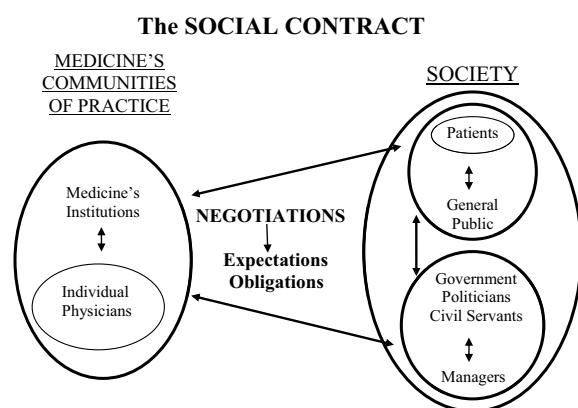 The SOCIAL CONTRACT
MEDICINE’S
COMMUNITIES
OF PRACTICE
Medicine’s
Institutions
Individual
Physicians
NEGOTIATIONS
Expectations
Obligations
SOCIETY
Patients
General
Public
Government
Politicians
Civil Servants
Managers